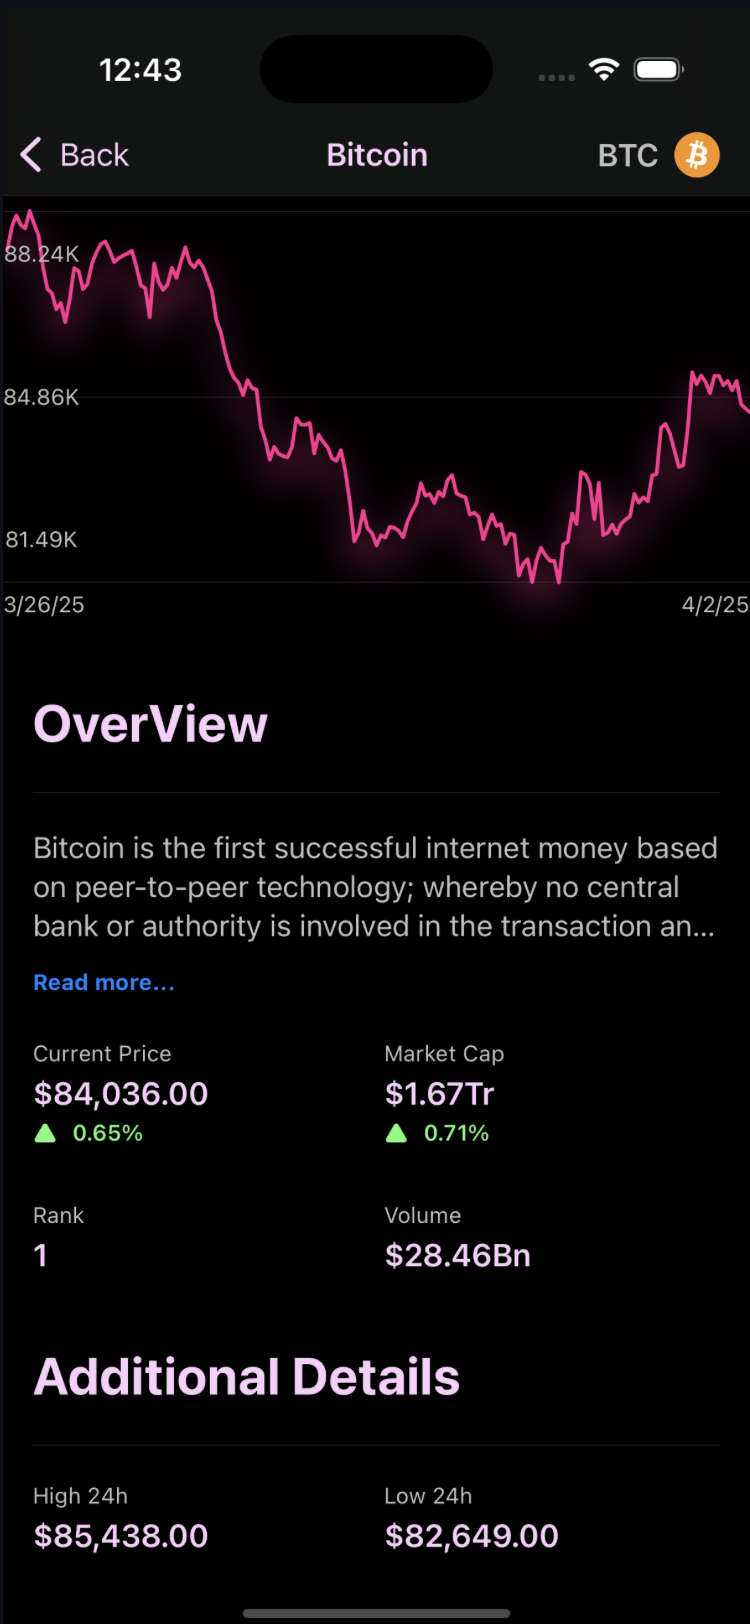 12:43
Back
Bitcoin
BTC
88.24K
84.86K
81.49K
3/26/25
4/2/25
OverView
Bitcoin is the first successful internet money based
on peer-to-peer technology; whereby no central
bank or authority is involved in the transaction an...
Read more...
Current Price
Market Cap
$84,036.00
$1.67Tr
0.65%
0.71%
Rank
Volume
1
$28.46Bn
Additional Details
High 24h
Low 24h
$85,438.00
$82,649.00